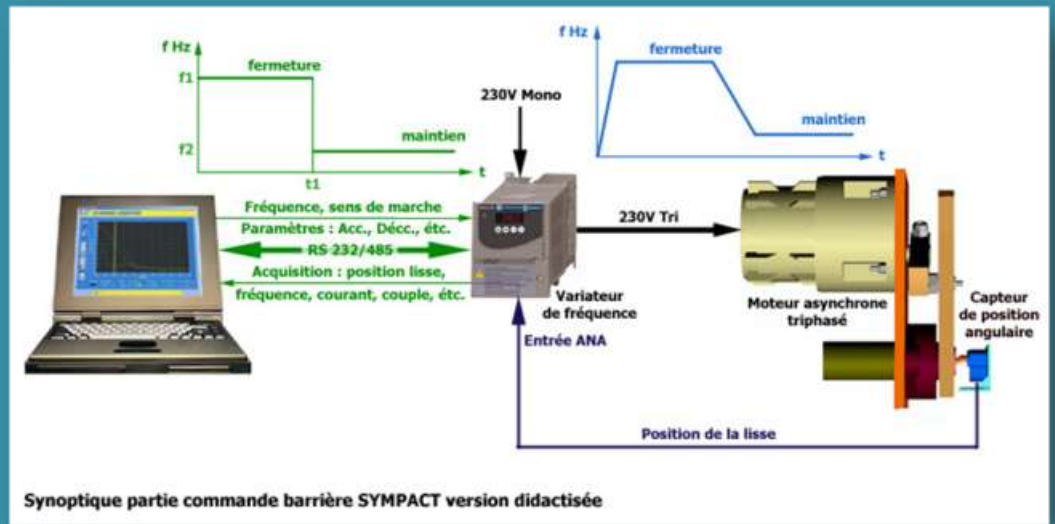 f Hz
fermeture
f1
f2
maintien
t
t1
230V Mono
f Hz
fermeture
maintien
t
Fréquence, sens de marche
Paramètres : Acc., Décc., étc.
RS 232/485
Acquisition : position lisse,
fréquence, courant, couple, étc.
230V Tri
Variateur
de fréquence
Moteur asynchrone
triphasé
Capteur
de position
angulaire
Entrée ANA
Position de la lisse
Synoptique partie commande barrière SYMPACT version didactisée